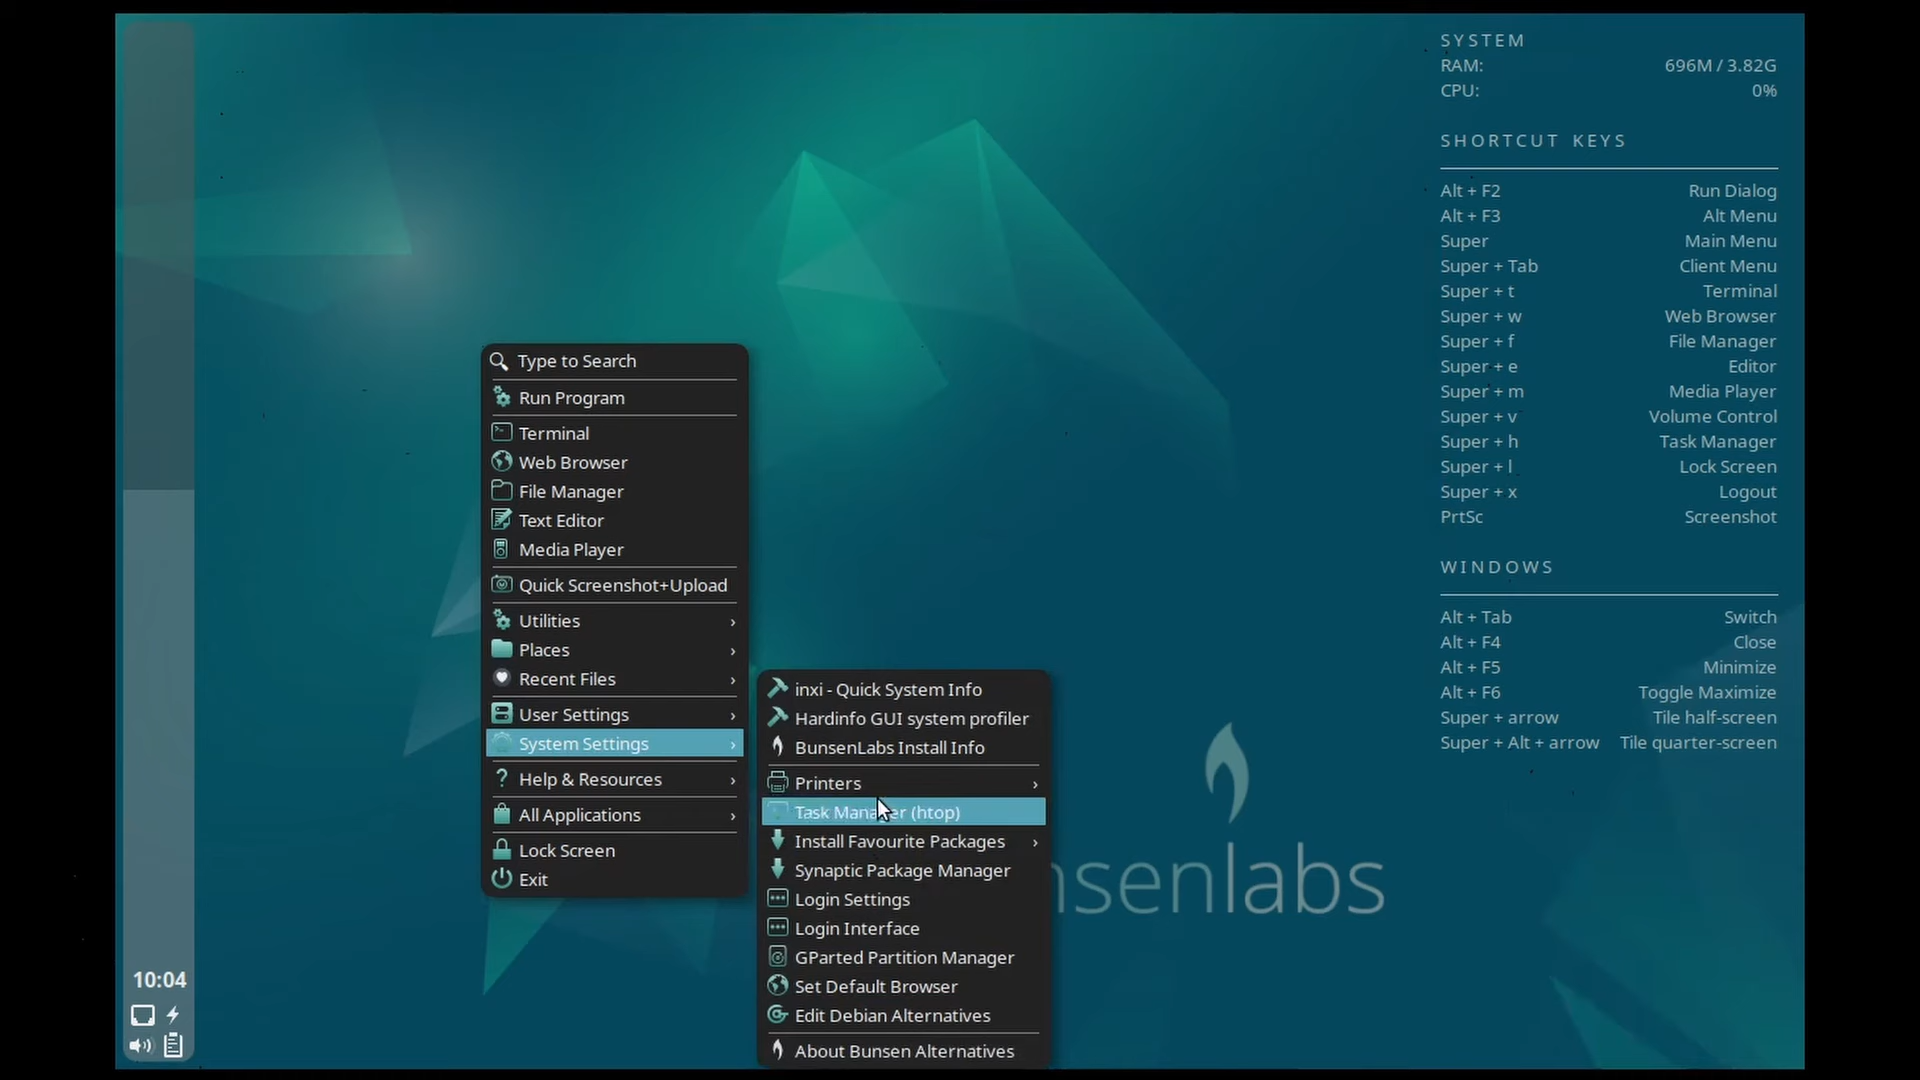 SYSTEM
RAM: 696M / 3.82G
CPU: 0%
SHORTCUT KEYS
Alt + F2 Run Dialog
Alt + F3 Alt Menu
Super Main Menu
Super + Tab Client Menu
Super + t Terminal
Super + w Web Browser
Super + f File Manager
Super + e Editor
Super + m Media Player
Super + v Volume Control
Super + h Task Manager
Super + l Lock Screen
Super + x Logout
PrtSc Screenshot
WINDOWS
Alt + Tab Switch
Alt + F4 Close
Alt + F5 Minimize
Alt + F6 Toggle Maximize
Super + arrow Tile half-screen
Super + Alt + arrow Tile quarter-screen
Type to Search
Run Program
Terminal
Web Browser
File Manager
Text Editor
Media Player
Quick Screenshot+Upload
Utilities
Places
Recent Files
User Settings
System Settings
Help & Resources
All Applications
Lock Screen
Exit
inxi - Quick System Info
Hardinfo GUI system profiler
BunsenLabs Install Info
Printers
Task Manager (htop)
Install Favourite Packages
Synaptic Package Manager
Login Settings
Login Interface
GParted Partition Manager
Set Default Browser
Edit Debian Alternatives
About Bunsen Alternatives
nsenlabs
10:04